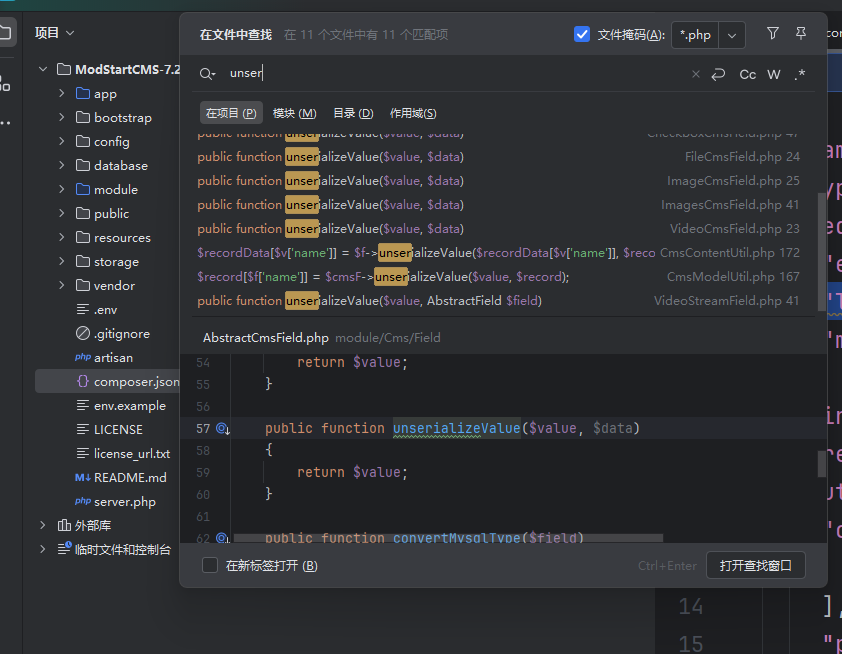 项目
ModStartCMS-7.2
app
bootstrap
config
database
module
public
resources
storage
vendor
.env
.gitignore
php artisan
{} composer.json
env.example
LICENSE
license_url.txt
M↓ README.md
php server.php
外部库
临时文件和控制台
在文件中查找 在 11 个文件中有 11 个匹配项
文件掩码(A): *.php
unser
Cc W .*
在项目 (P) 模块 (M) 目录 (D) 作用域(S)
public function unserializeValue($value, $data) CheckboxCmsField.php 47
public function unserializeValue($value, $data) FileCmsField.php 24
public function unserializeValue($value, $data) ImageCmsField.php 25
public function unserializeValue($value, $data) ImagesCmsField.php 41
public function unserializeValue($value, $data) VideoCmsField.php 23
$recordData[$v['name']] = $f->unserializeValue($recordData[$v['name']], $reco CmsContentUtil.php 172
$record[$f['name']] = $cmsF->unserializeValue($value, $record); CmsModelUtil.php 167
public function unserializeValue($value, AbstractField $field) VideoStreamField.php 41
AbstractCmsField.php module/Cms/Field
54 return $value;
55 }
56
57 public function unserializeValue($value, $data)
58 {
59 return $value;
60 }
61
62 public function convertMysqlType($field)
在新标签打开 (B) Ctrl+Enter 打开查找窗口
14 ],
15